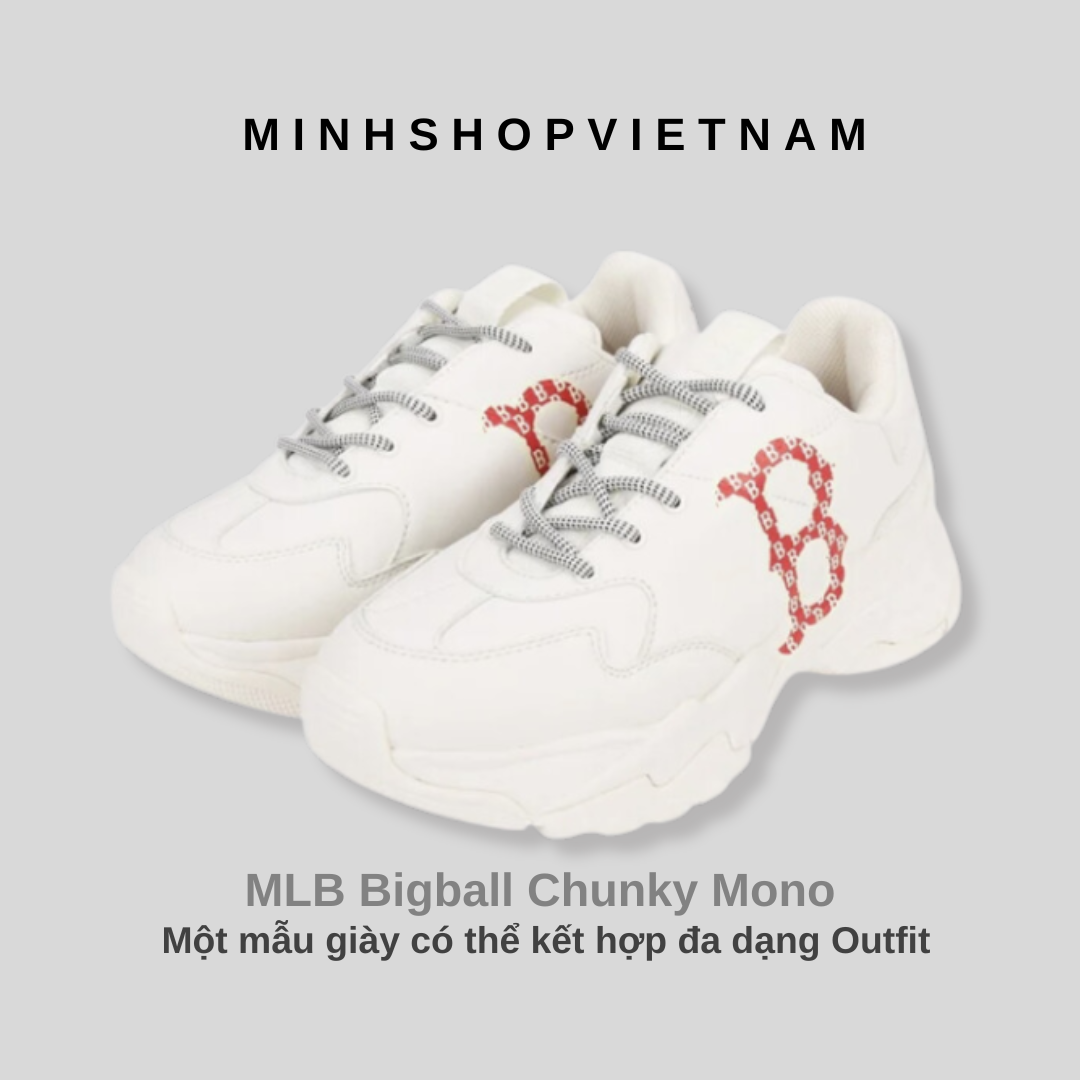 MINHSHOPVIETNAM
B
B
MLB Bigball Chunky Mono
Một mẫu giày có thể kết hợp đa dạng Outfit